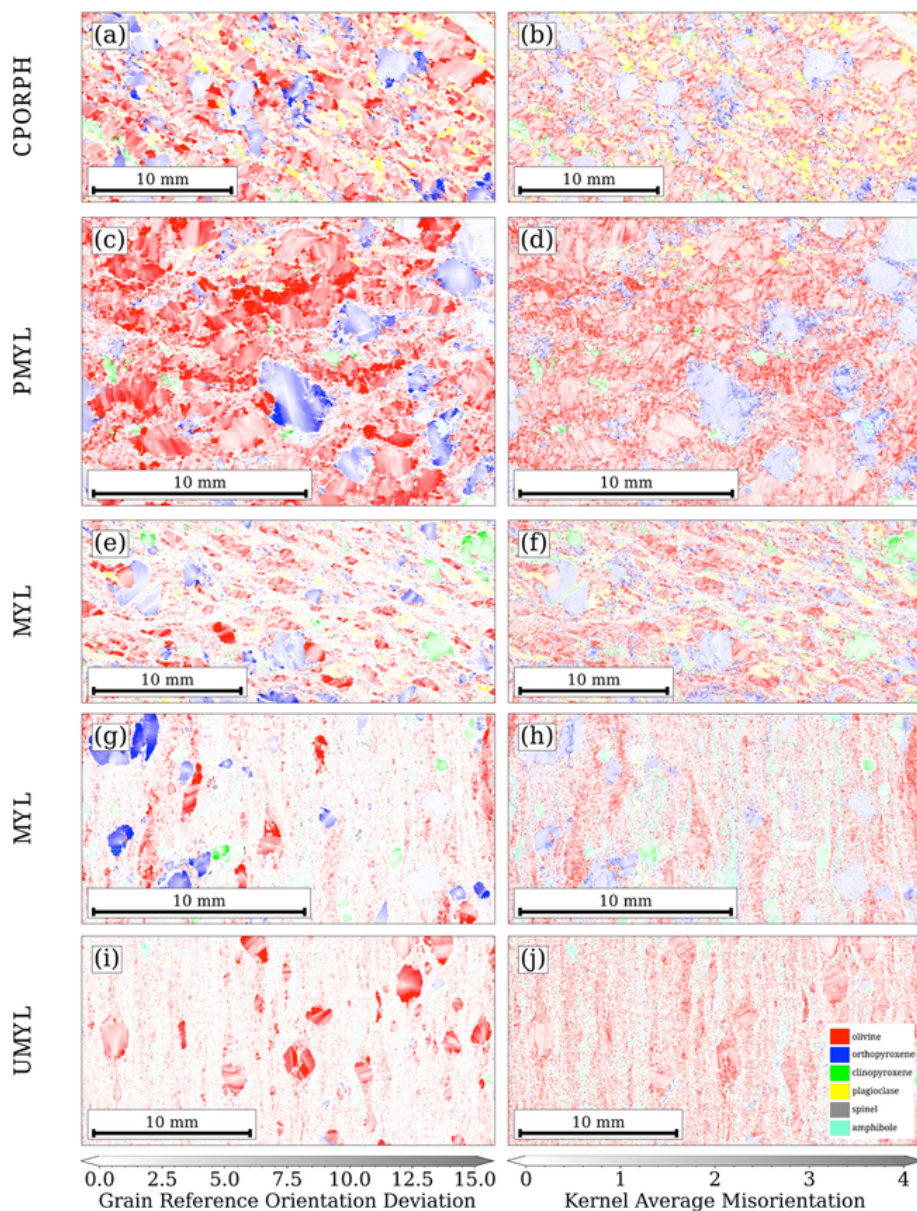 CPORPH
(a)
10 mm
(b)
10 mm
PMYL
(c)
10 mm
(d)
10 mm
MYL
(e)
10 mm
(f)
10 mm
MYL
(g)
10 mm
(h)
10 mm
UMYL
(i)
10 mm
(j)
10 mm
olivine
orthopyroxene
clinopyroxene
plagioclase
spinel
amphibole
0.0 2.5 5.0 7.5 10.0 12.5 15.0
Grain Reference Orientation Deviation
0 1 2 3 4
Kernel Average Misorientation